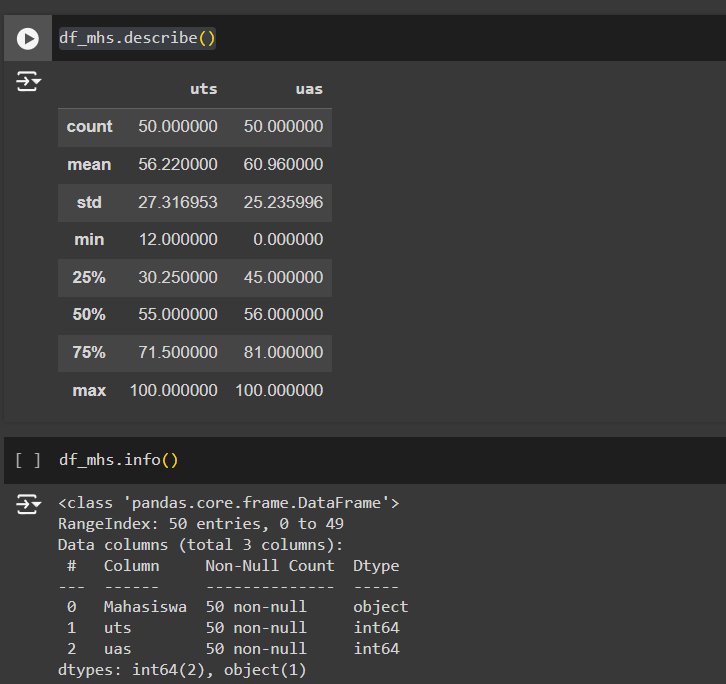 df_mhs.describe()
uts uas
count 50.000000 50.000000
mean 56.220000 60.960000
std 27.316953 25.235996
min 12.000000 0.000000
25% 30.250000 45.000000
50% 55.000000 56.000000
75% 71.500000 81.000000
max 100.000000 100.000000
[ ] df_mhs.info()
<class 'pandas.core.frame.DataFrame'>
RangeIndex: 50 entries, 0 to 49
Data columns (total 3 columns):
# Column Non-Null Count Dtype
--- ------ -------------- -----
0 Mahasiswa 50 non-null object
1 uts 50 non-null int64
2 uas 50 non-null int64
dtypes: int64(2), object(1)